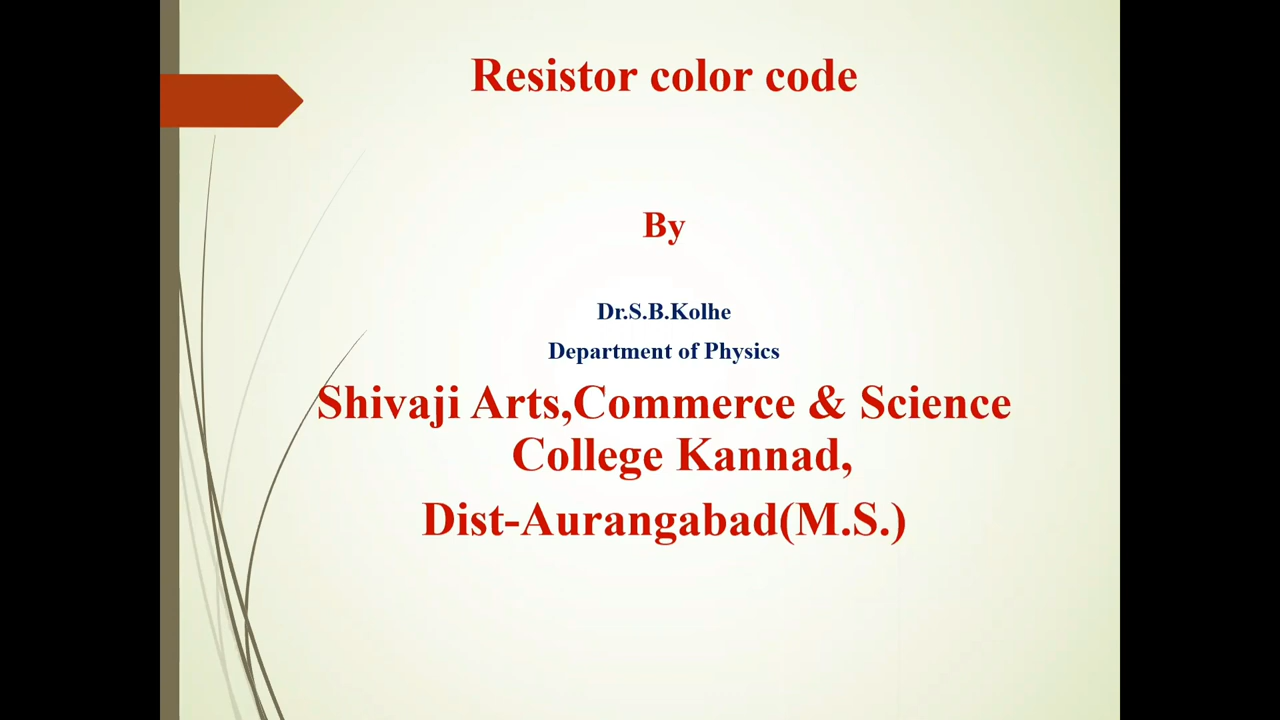 Resistor color code
By
Dr.S.B.Kolhe
Department of Physics
Shivaji Arts,Commerce & Science
College Kannad,
Dist-Aurangabad(M.S.)